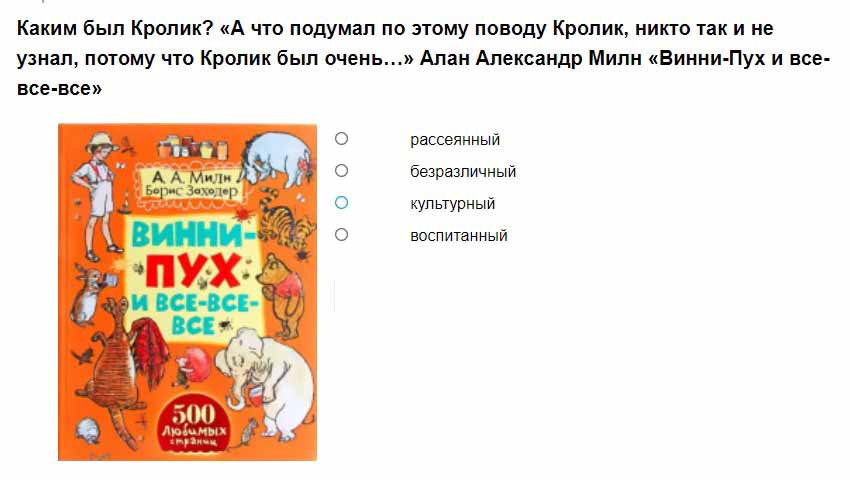 Каким был Кролик? «А что подумал по этому поводу Кролик, никто так и не
узнал, потому что Кролик был очень…» Алан Александр Милн «Винни-Пух и все-
все-все»
А. А. Милн
Борис Заходер
ВИННИ-
ПУХ
И ВСЕ-ВСЕ-
ВСЕ
500
любимых
страниц
рассеянный
безразличный
культурный
воспитанный